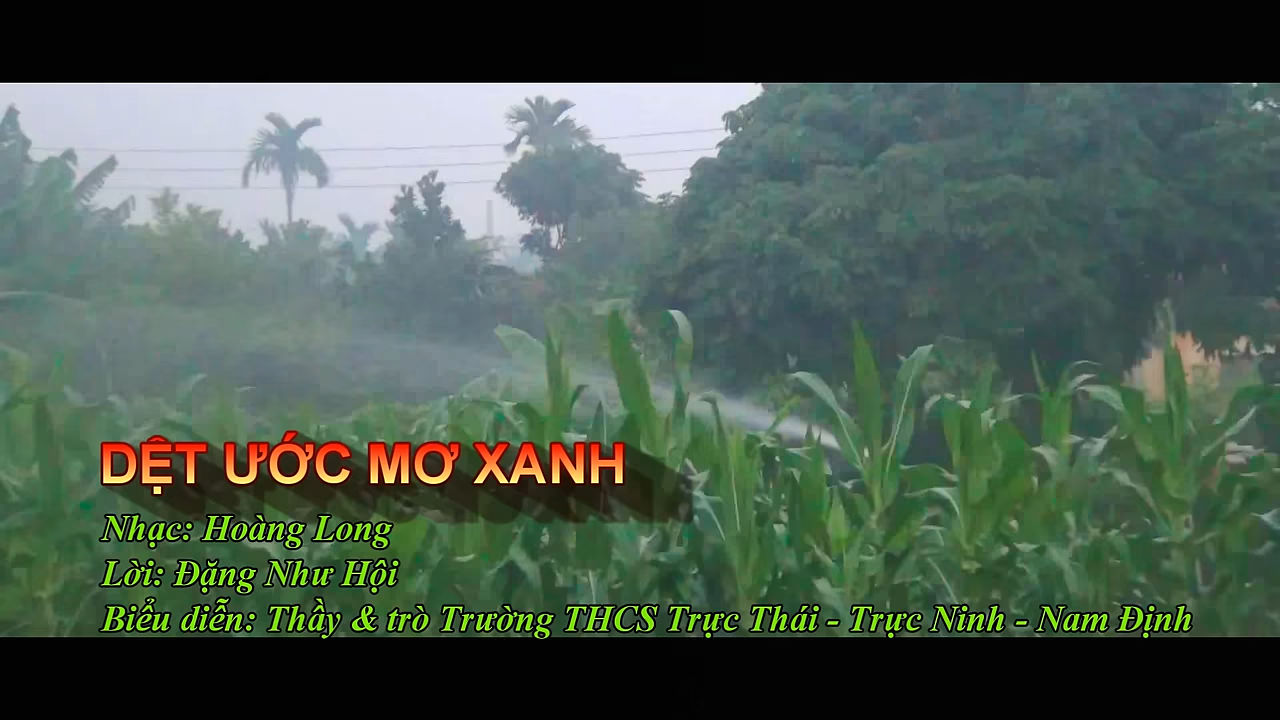 DỆT ƯỚC MƠ XANH
Nhạc: Hoàng Long
Lời: Đặng Như Hội
Biểu diễn: Thầy & trò Trường THCS Trực Thái - Trực Ninh - Nam Định